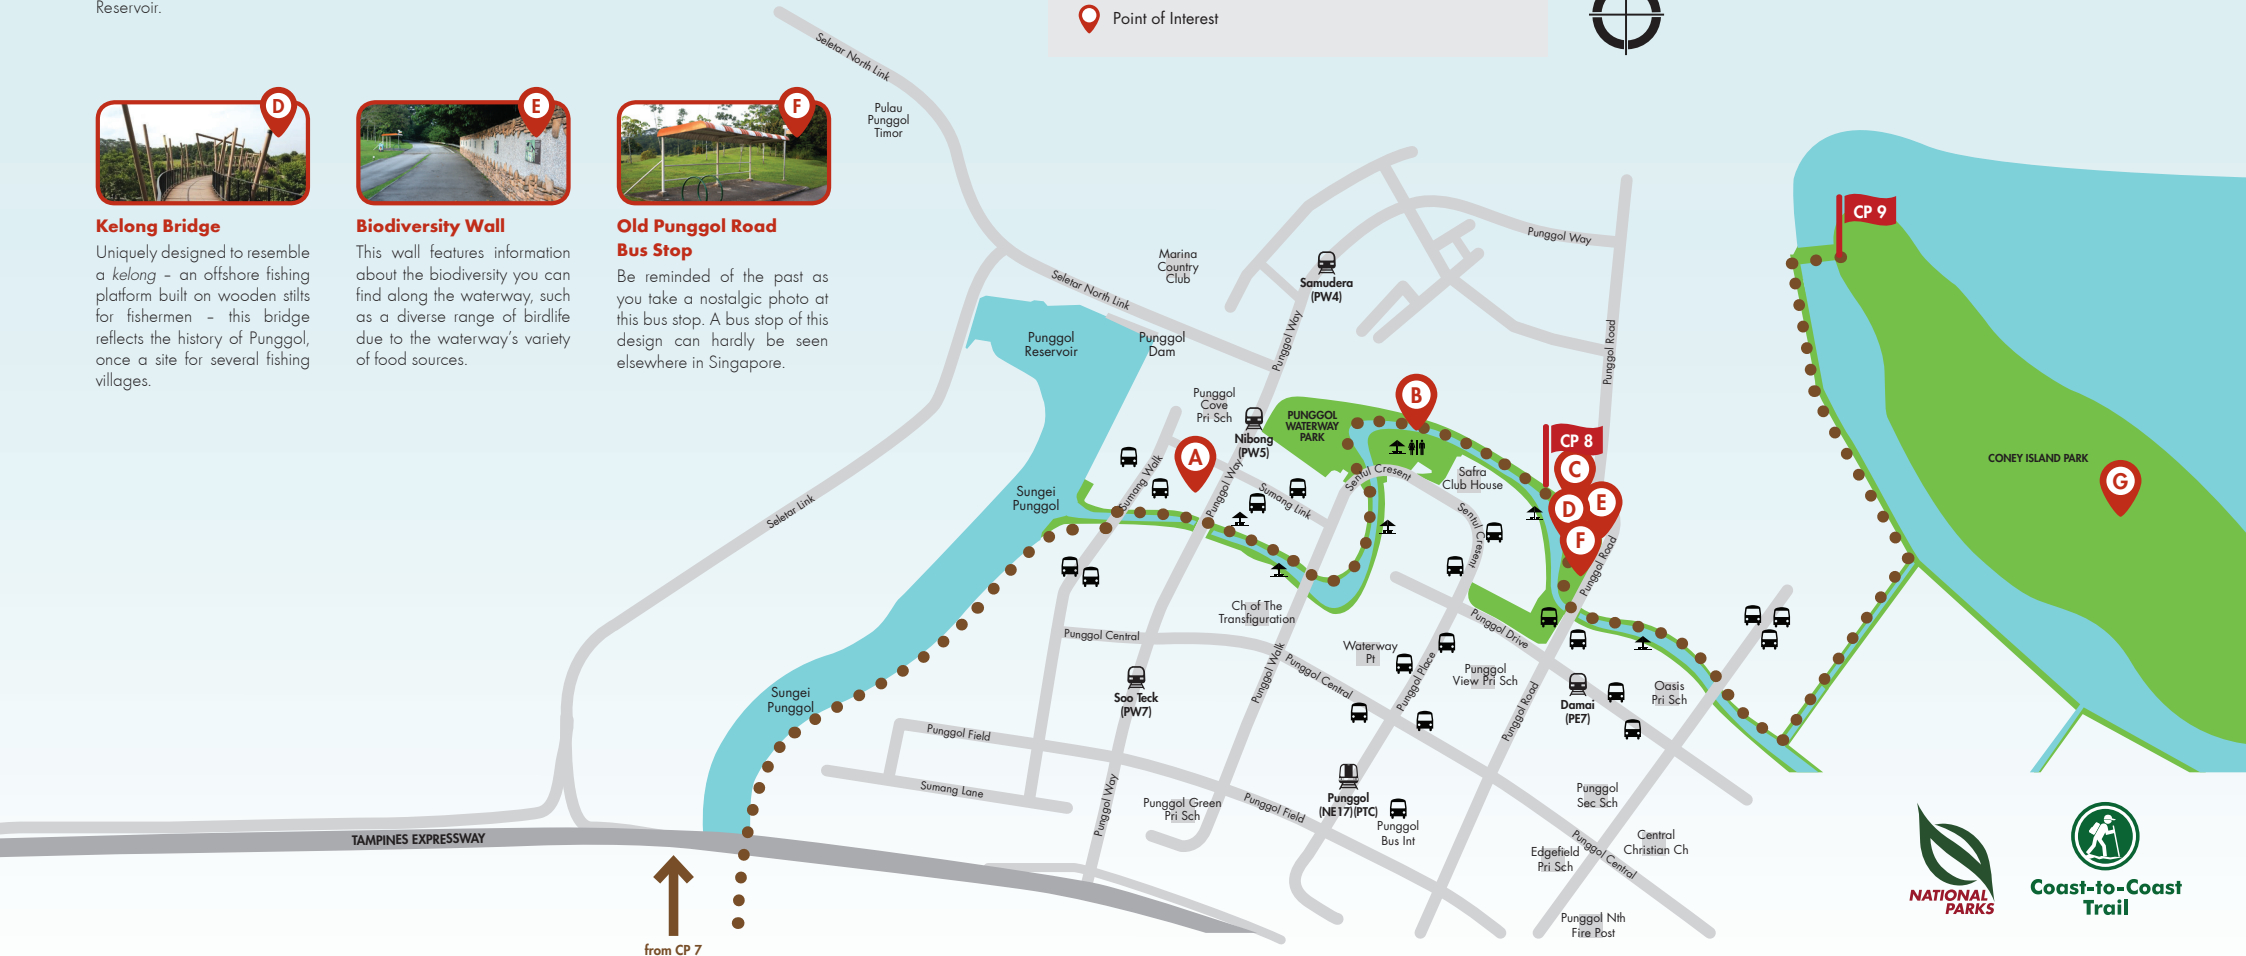 Reservoir.
Point of Interest
D
E
F
Kelong Bridge
Uniquely designed to resemble
a kelong – an offshore fishing
platform built on wooden stilts
for fishermen – this bridge
reflects the history of Punggol,
once a site for several fishing
villages.
Biodiversity Wall
This wall features information
about the biodiversity you can
find along the waterway, such
as a diverse range of birdlife
due to the waterway's variety
of food sources.
Old Punggol Road
Bus Stop
Be reminded of the past as
you take a nostalgic photo at
this bus stop. A bus stop of this
design can hardly be seen
elsewhere in Singapore.
Seletar North Link
Pulau
Punggol
Timor
CP 9
Punggol Way
Marina
Country
Club
Samudera
(PW4)
Seletar North Link
Punggol
Reservoir
Punggol
Dam
Punggol Way
Punggol Road
Punggol
Cove
Pri Sch
Nibong
(PW5)
PUNGGOL
WATERWAY
PARK
B
CP 8
C
A
D
E
F
G
CONEY ISLAND PARK
Safra
Club House
Sentul Cresent
Sentul Cresent
Sumang Walk
Punggol Way
Sumang Link
Sungei
Punggol
Seletar Link
Punggol Road
Ch of The
Transfiguration
Punggol Central
Punggol Drive
Waterway
Pt
Punggol
View Pri Sch
Punggol Central
Punggol Walk
Punggol Place
Punggol Road
Soo Teck
(PW7)
Damai
(PE7)
Oasis
Pri Sch
Sungei
Punggol
Punggol Field
Sumang Lane
Punggol Way
Punggol Green
Pri Sch
Punggol Field
Punggol
(NE17)(PTC)
Punggol
Bus Int
Punggol
Sec Sch
Punggol Central
Central
Christian Ch
Edgefield
Pri Sch
Punggol Nth
Fire Post
TAMPINES EXPRESSWAY
from CP 7
NATIONAL
PARKS
Coast-to-Coast
Trail